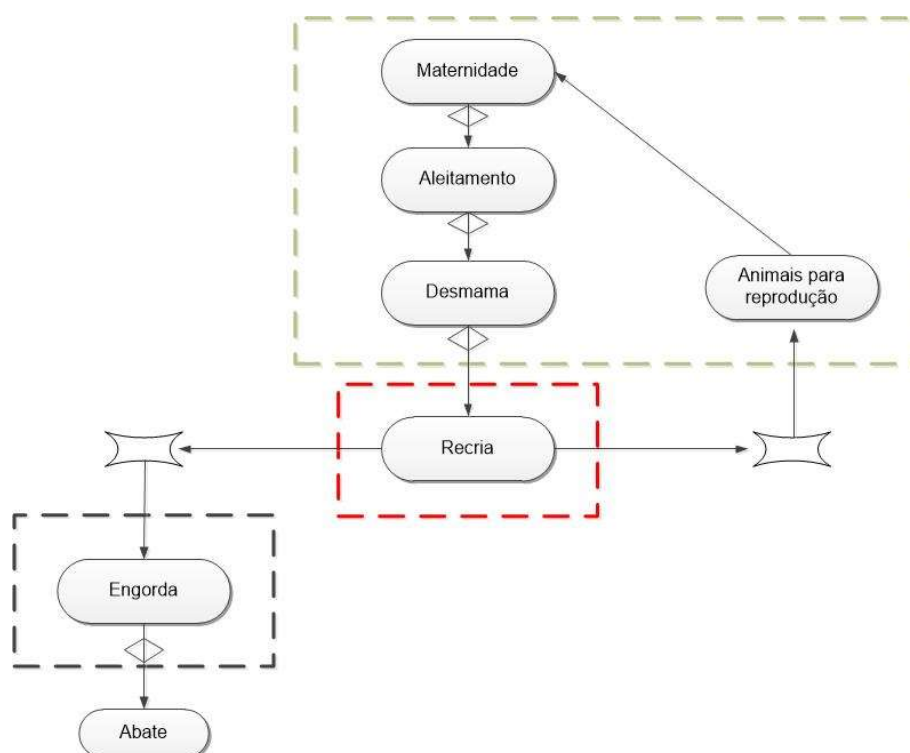 Maternidade
Aleitamento
Desmama
Animais para
reprodução
Recria
Engorda
Abate